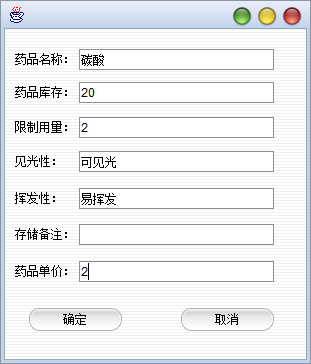 药品名称： 碳酸
药品库存： 20
限制用量： 2
见光性： 可见光
挥发性： 易挥发
存储备注：
药品单价： 2
确定 取消